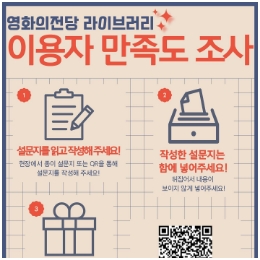 영화의전당 라이브러리
이용자 만족도 조사
1
설문지를 읽고 작성해 주세요!
현장에서 종이 설문지 또는 QR을 통해
설문지를 작성해 주세요!
2
작성한 설문지는
함에 넣어주세요!
뒤집어서 내용이
보이지 않게 넣어주세요!
3